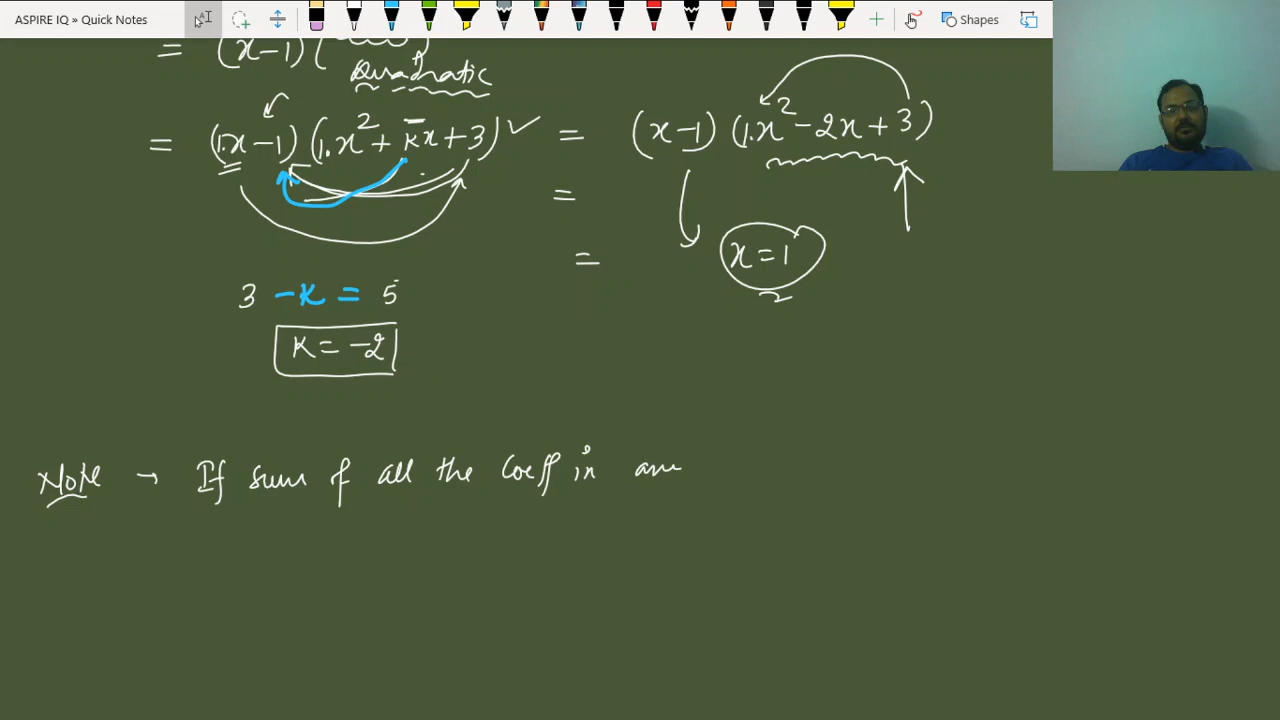 ASPIRE IQ » Quick Notes
Shapes
= (x-1)(
Quadratic
= (1.x-1)(1.x² + kx + 3) ✓ = (x-1)(1.x² - 2x + 3)
=
= x = 1
3 - k = 5
k = -2
Note → If sum of all the coeff in